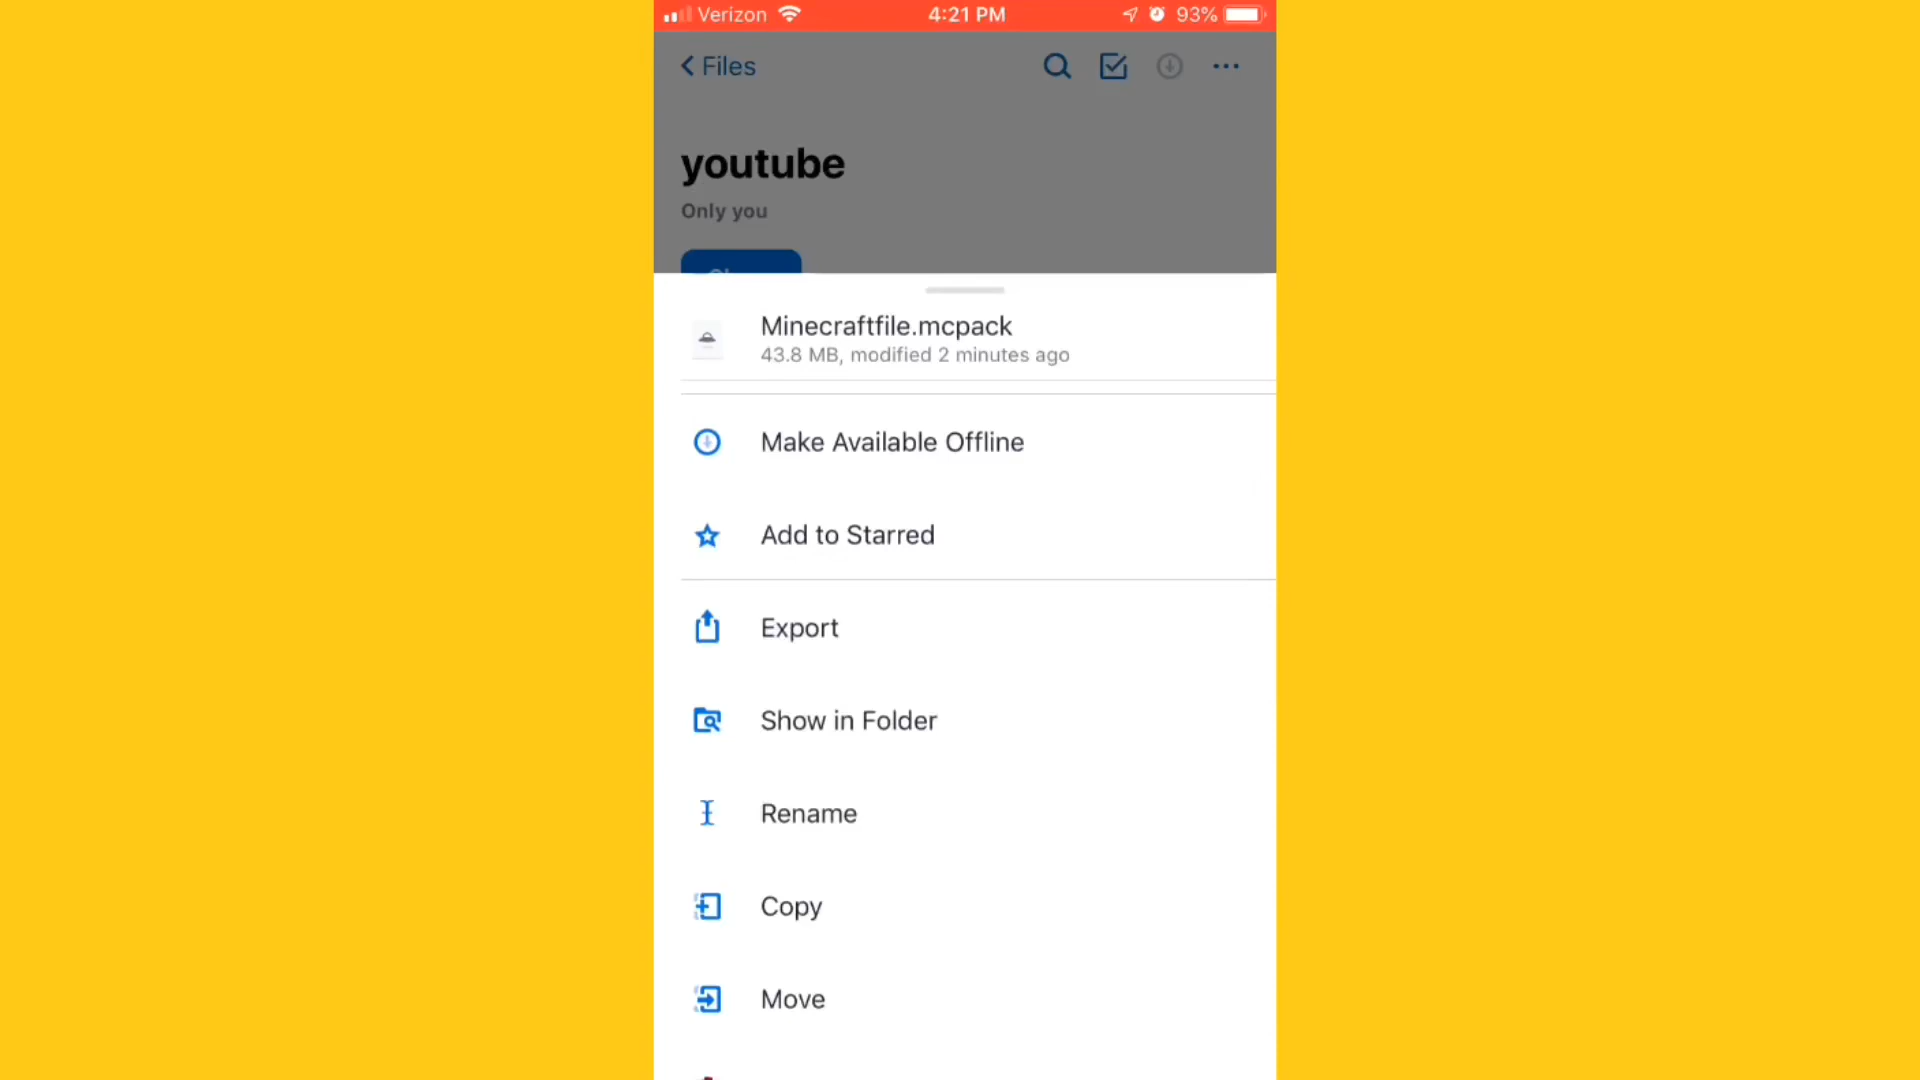 Verizon 4:21 PM 93%
Files
youtube
Only you
Minecraftfile.mcpack
43.8 MB, modified 2 minutes ago
Make Available Offline
Add to Starred
Export
Show in Folder
Rename
Copy
Move